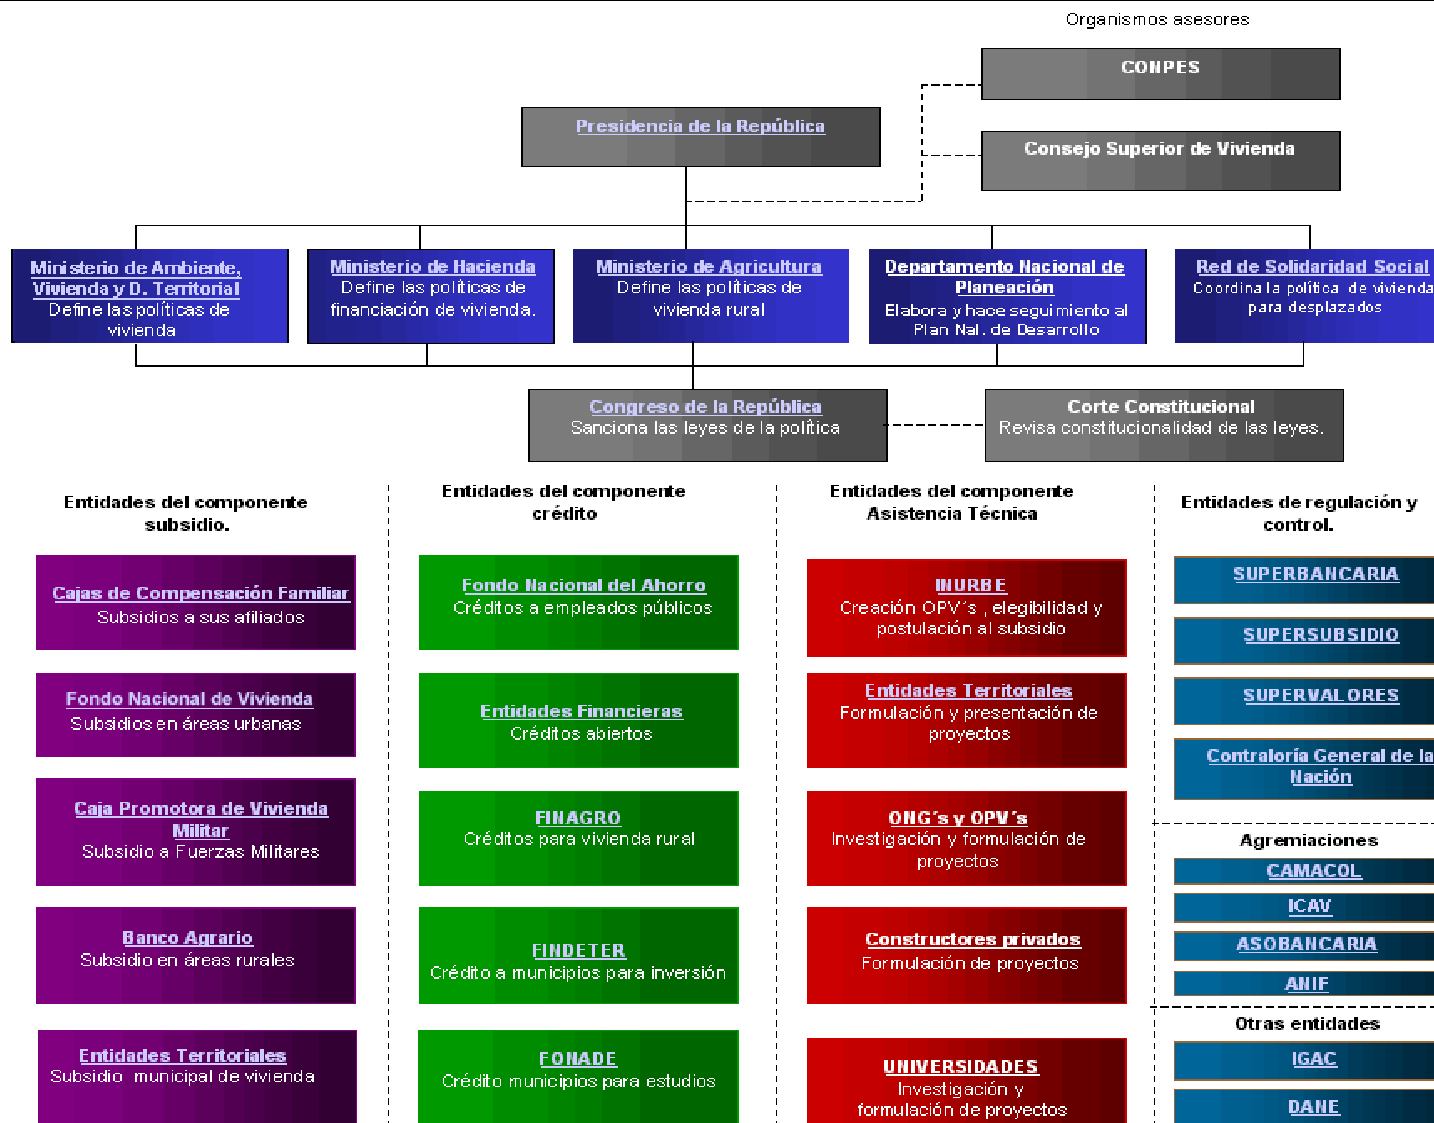 Organismos asesores
CONPES
Presidencia de la República
Consejo Superior de Vivienda
Ministerio de Ambiente,
Vivienda y D. Territorial
Define las políticas de
vivienda
Ministerio de Hacienda
Define las políticas de
financiación de vivienda.
Ministerio de Agricultura
Define las políticas de
vivienda rural
Departamento Nacional de
Planeación
Elabora y hace seguimiento al
Plan Nal. de Desarrollo
Red de Solidaridad Social
Coordina la política de vivienda
para desplazados
Congreso de la República
Sanciona las leyes de la política
Corte Constitucional
Revisa constitucionalidad de las leyes.
Entidades del componente
subsidio.
Cajas de Compensación Familiar
Subsidios a sus afiliados
Fondo Nacional de Vivienda
Subsidios en áreas urbanas
Caja Promotora de Vivienda
Militar
Subsidio a Fuerzas Militares
Banco Agrario
Subsidio en áreas rurales
Entidades Territoriales
Subsidio municipal de vivienda
Entidades del componente
crédito
Fondo Nacional del Ahorro
Créditos a empleados públicos
Entidades Financieras
Créditos abiertos
FINAGRO
Créditos para vivienda rural
FINDETER
Crédito a municipios para inversión
FONADE
Crédito municipios para estudios
Entidades del componente
Asistencia Técnica
INURBE
Creación OPV´s , elegibilidad y
postulación al subsidio
Entidades Territoriales
Formulación y presentación de
proyectos
ONG´s y OPV´s
Investigación y formulación de
proyectos
Constructores privados
Formulación de proyectos
UNIVERSIDADES
Investigación y
formulación de proyectos
Entidades de regulación y
control.
SUPERBANCARIA
SUPERSUBSIDIO
SUPERVALORES
Contraloría General de la
Nación
Agremiaciones
CAMACOL
ICAV
ASOBANCARIA
ANIF
Otras entidades
IGAC
DANE